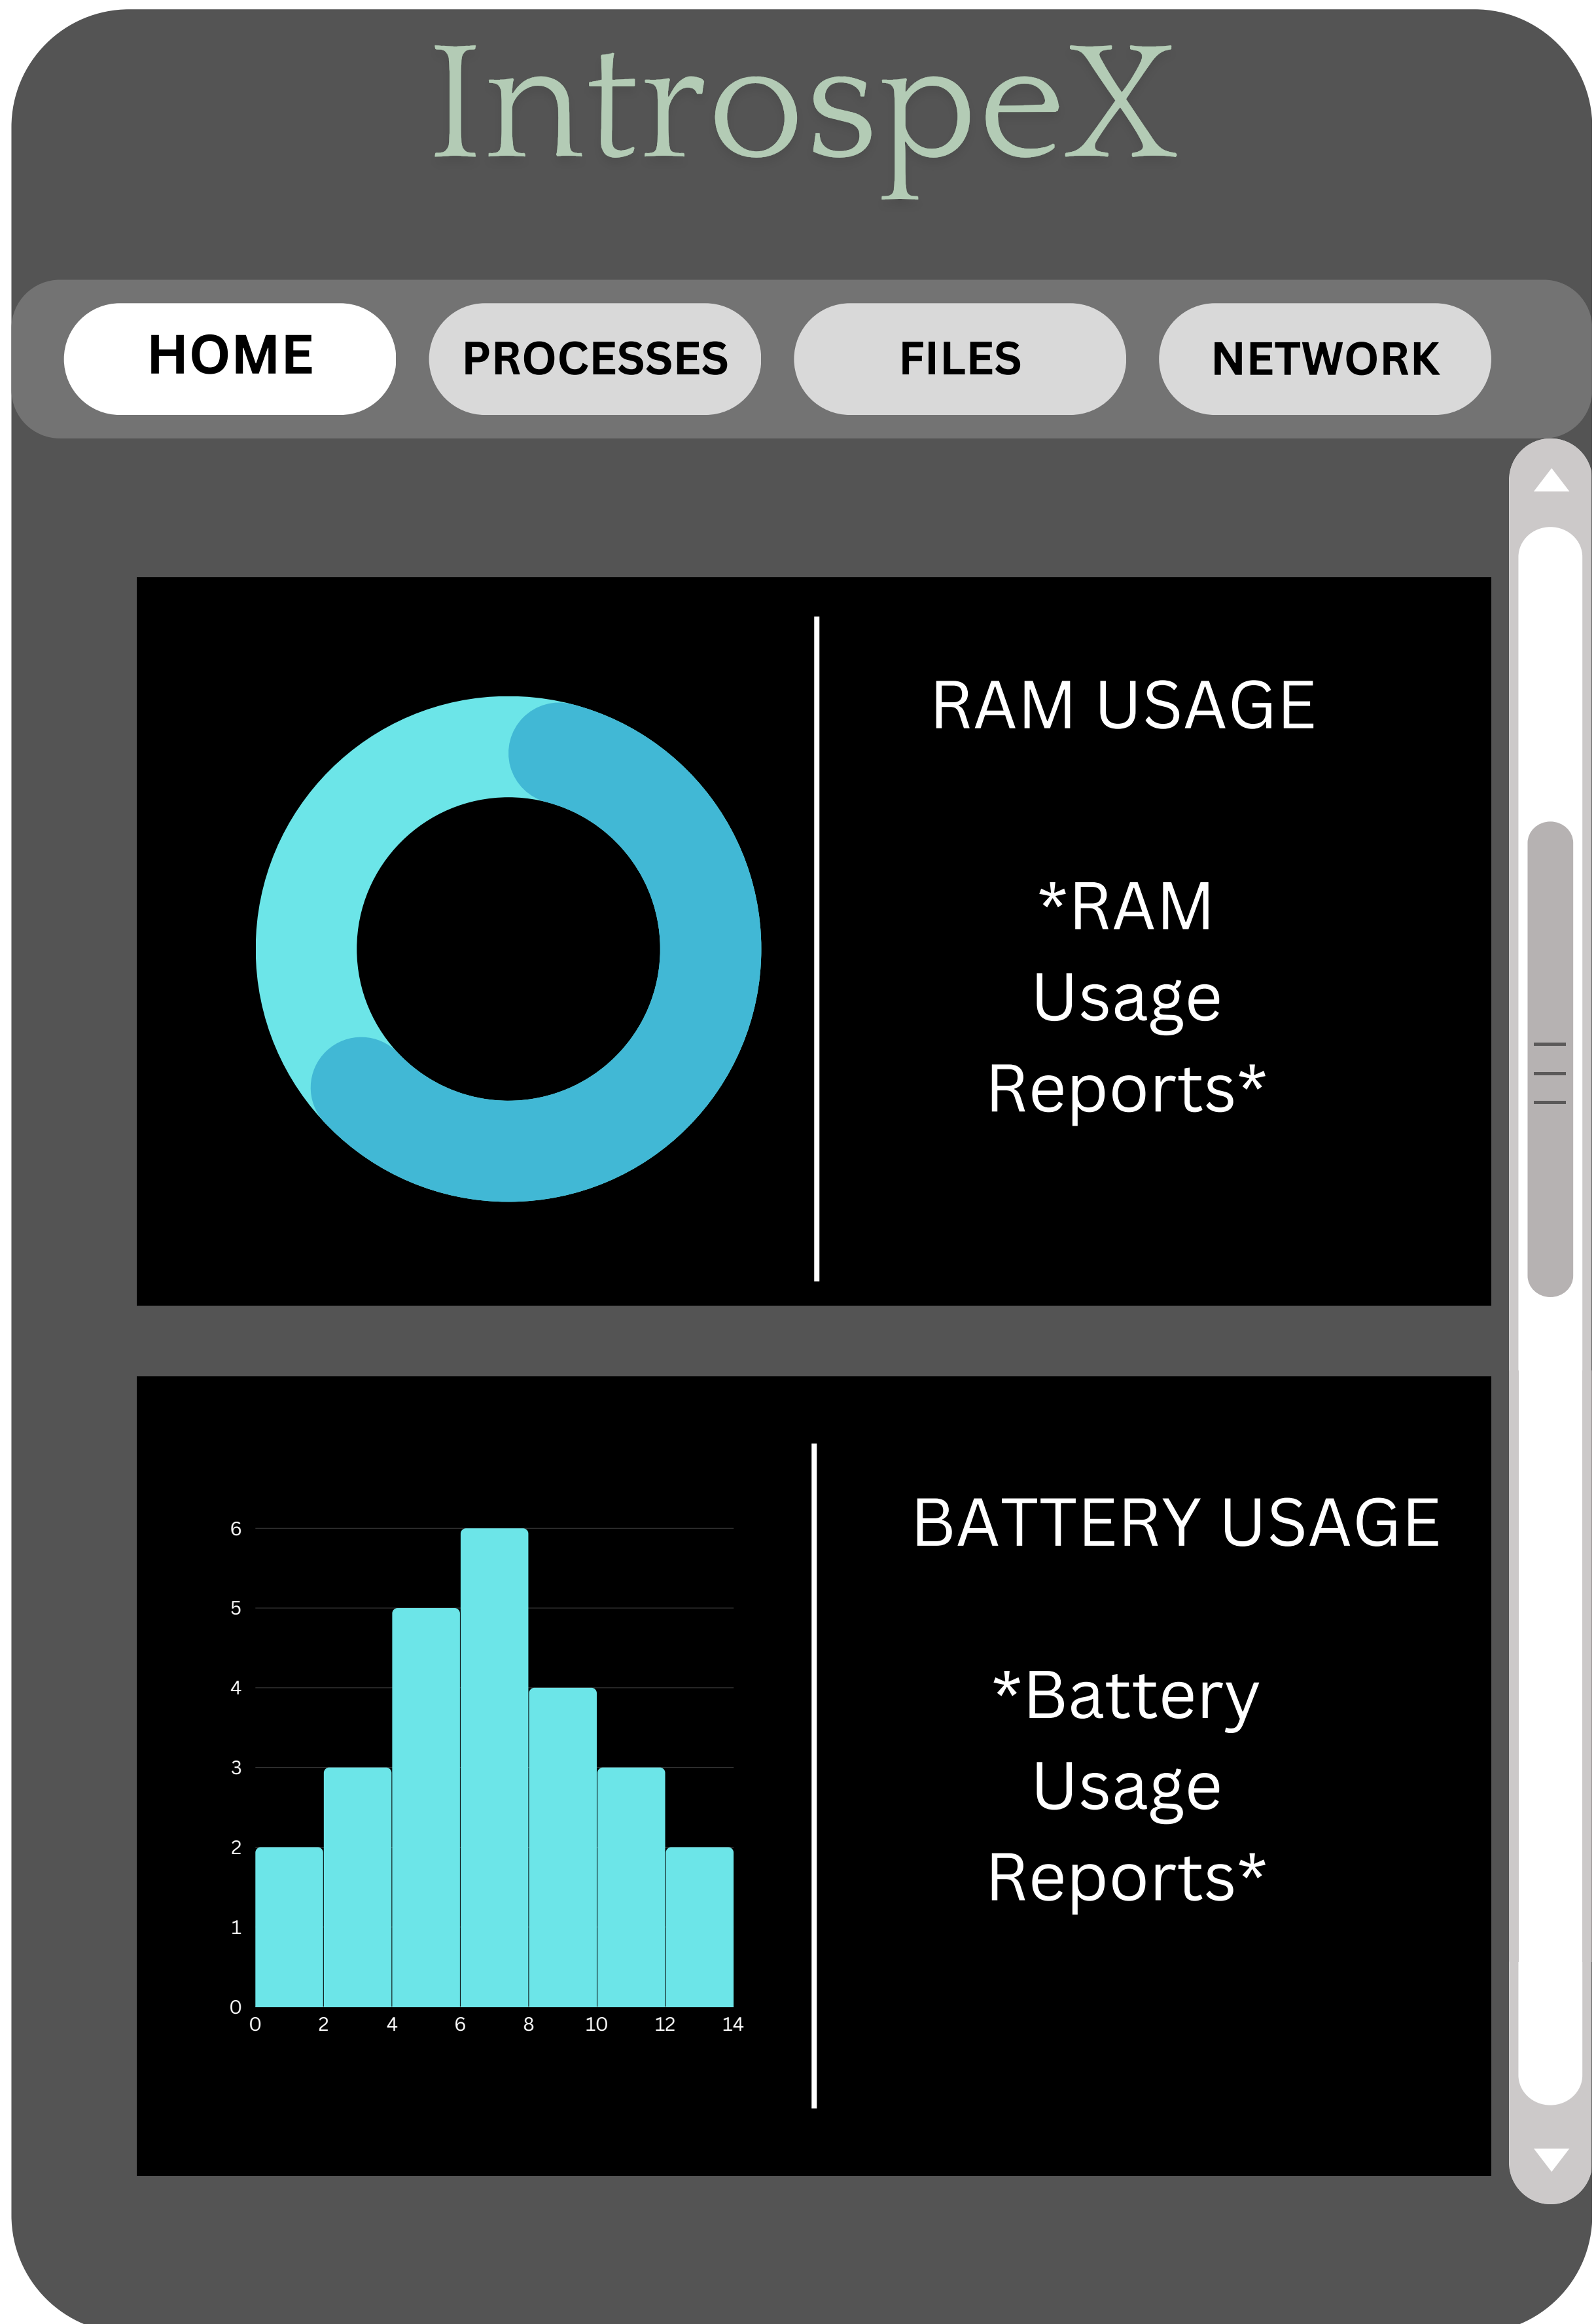 IntrospeX
HOME
PROCESSES
FILES
NETWORK
RAM USAGE
*RAM
Usage
Reports*
BATTERY USAGE
*Battery
Usage
Reports*
6
5
4
3
2
1
0
0 2 4 6 8 10 12 14